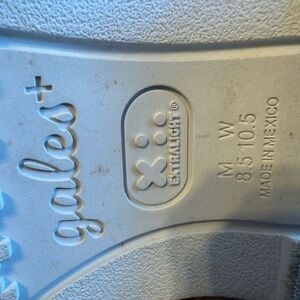 gales+
EXTRALIGHT©
M W
8.5 10.5
MADE IN MEXICO